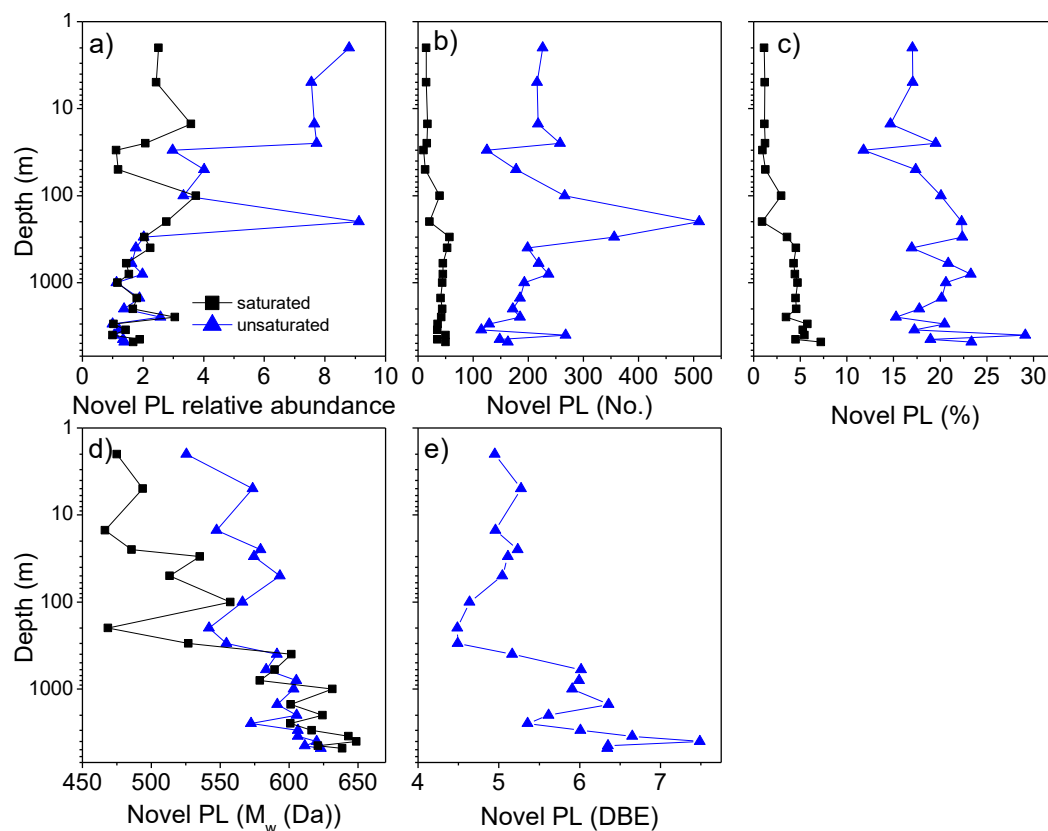 a)
b)
c)
1
10
100
1000
Depth (m)
saturated
unsaturated
0 2 4 6 8 10
0 100 200 300 400 500
0 5 10 15 20 25 30
Novel PL relative abundance
Novel PL (No.)
Novel PL (%)
d)
e)
1
10
100
1000
Depth (m)
450 500 550 600 650
4 5 6 7
Novel PL (Mw (Da))
Novel PL (DBE)